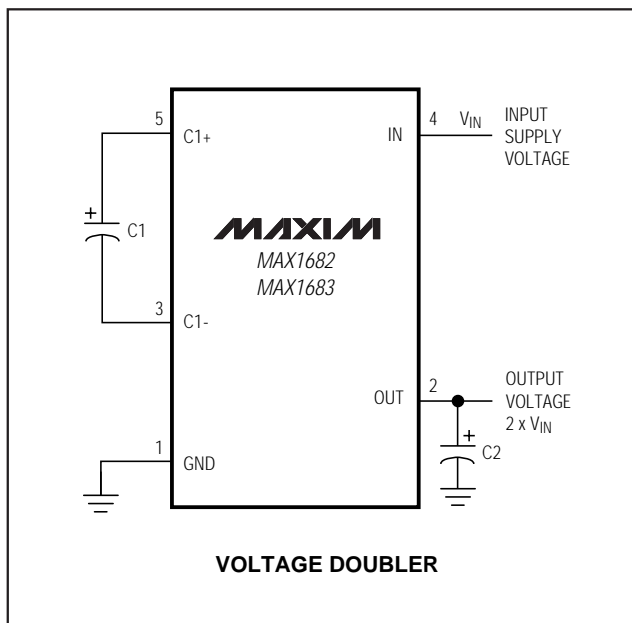 5
C1+
+
C1
3
C1-
1
GND
MAXIM
MAX1682
MAX1683
4
VIN
IN
INPUT
SUPPLY
VOLTAGE
2
OUT
OUTPUT
VOLTAGE
2 x VIN
+
C2
VOLTAGE DOUBLER